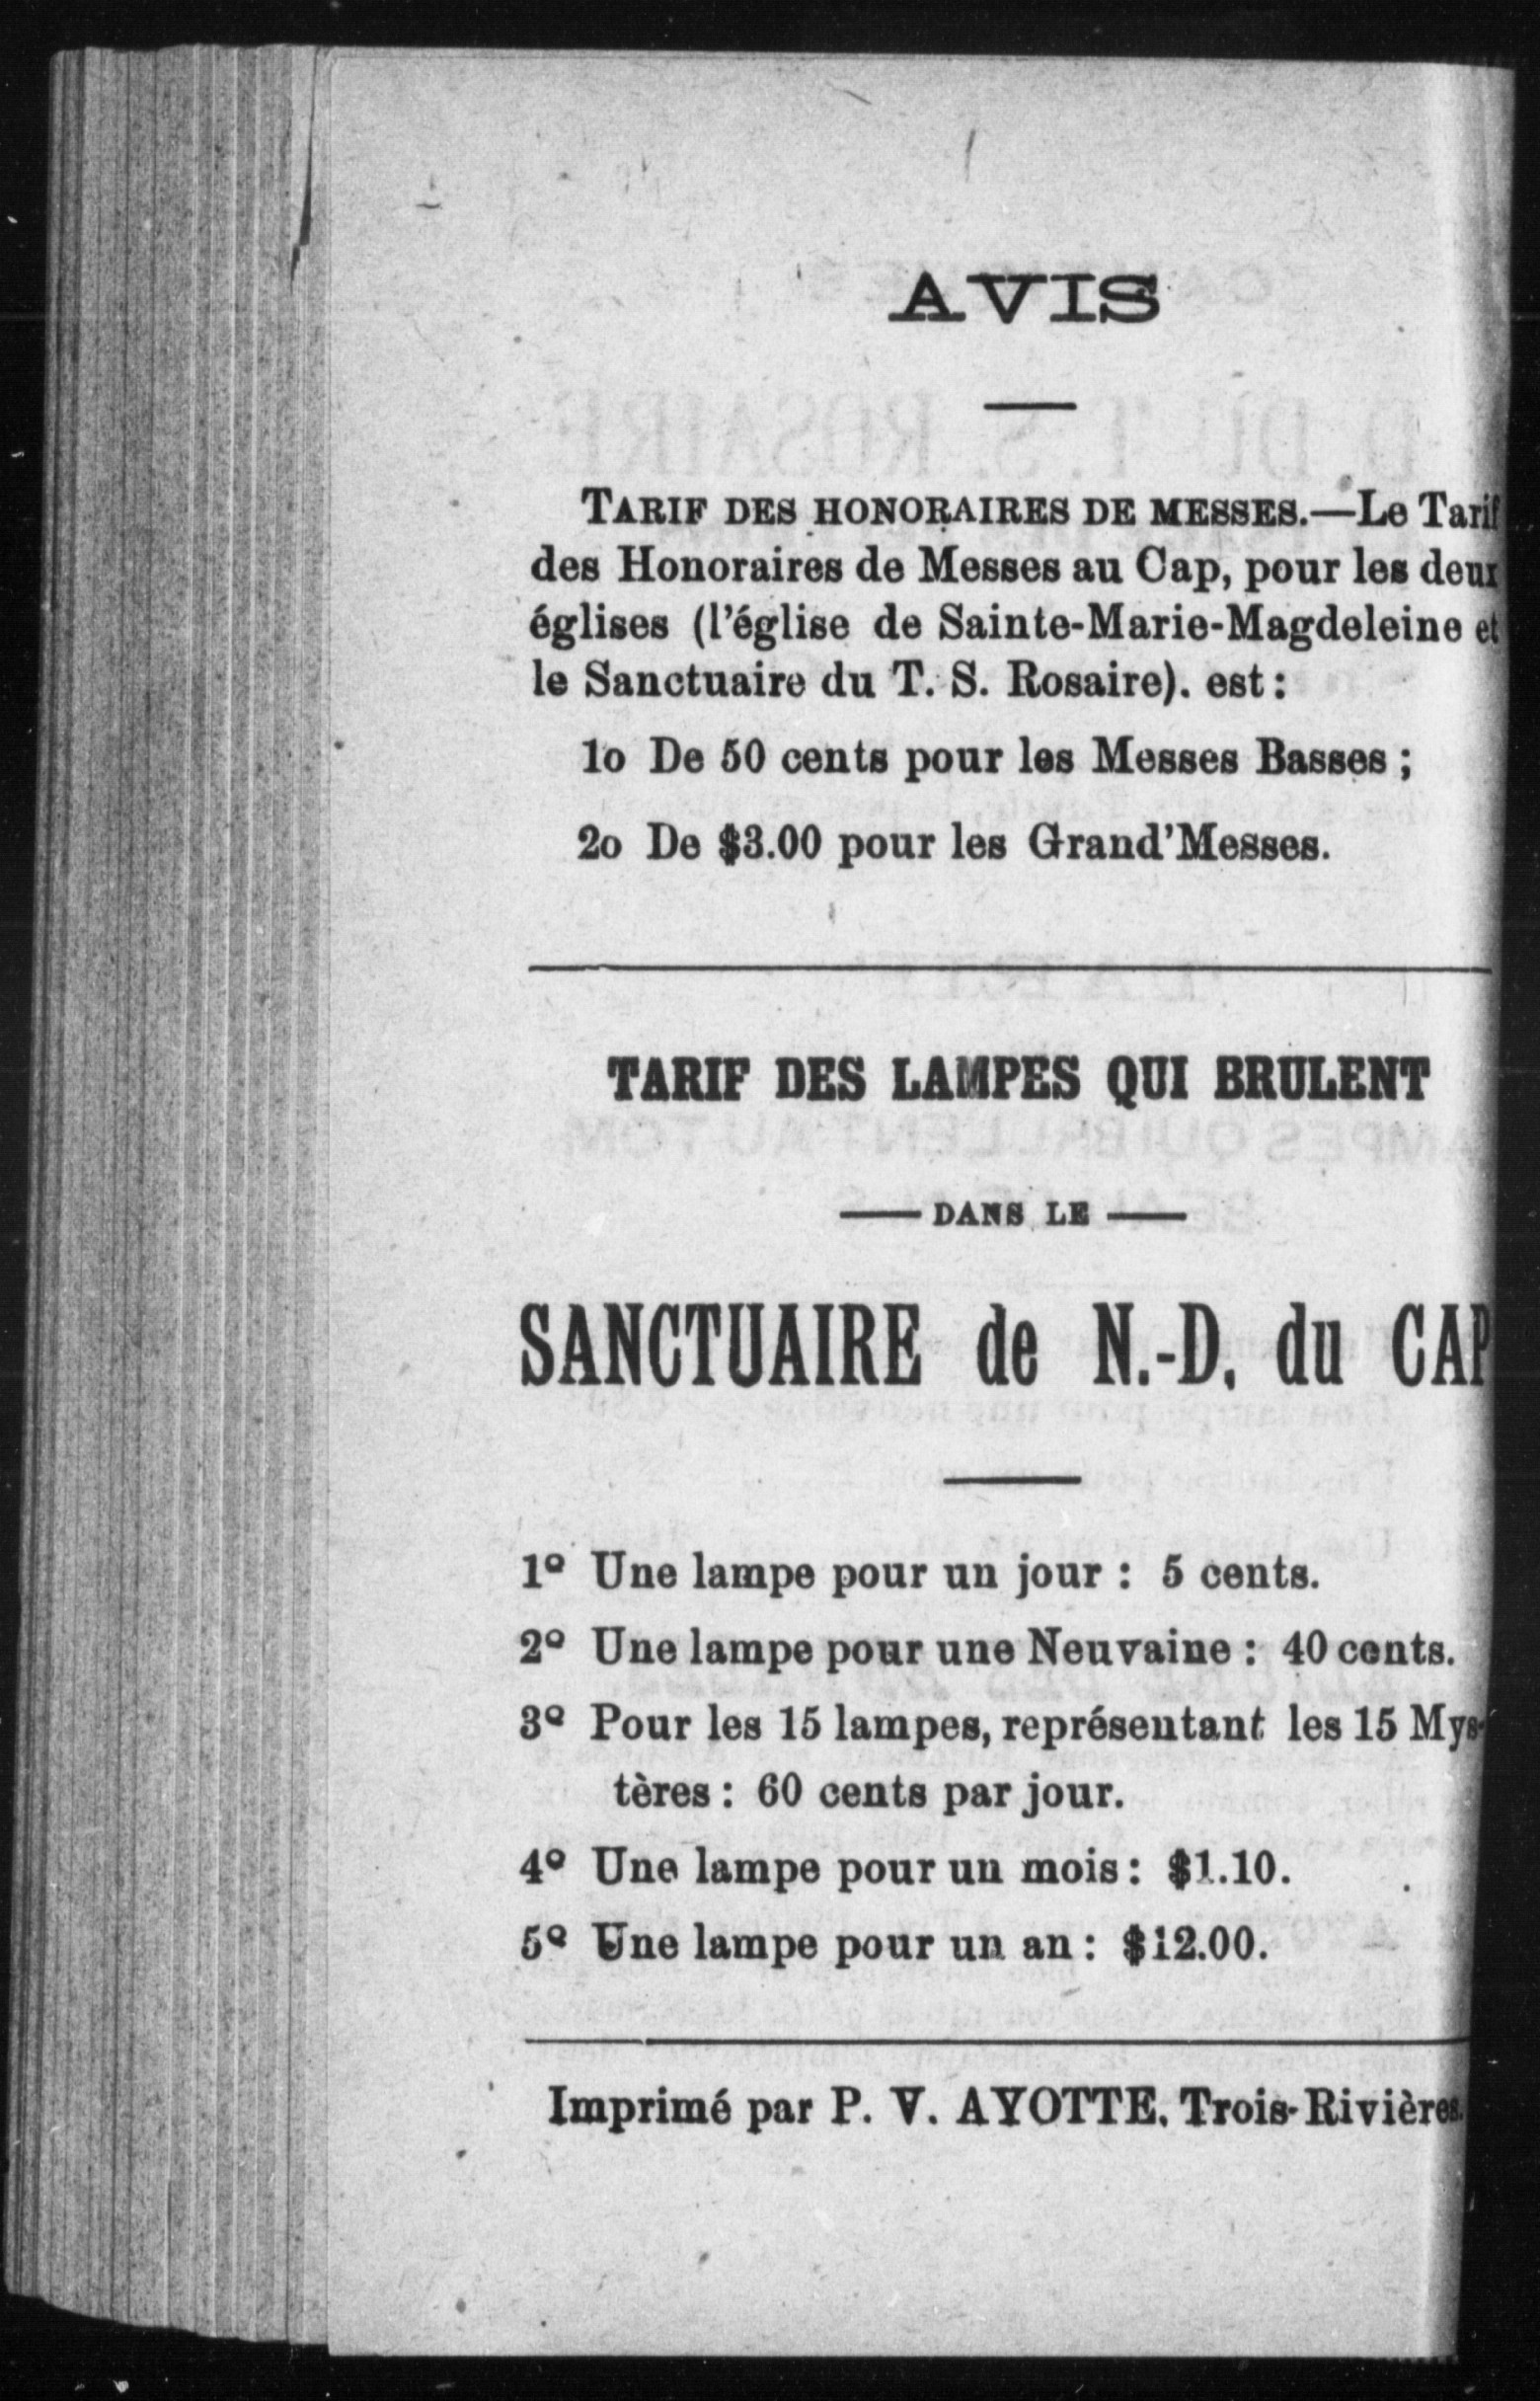 AVIS
TARIF DES HONORAIRES DE MESSES.—Le Tarif
des Honoraires de Messes au Cap, pour les deux
églises (l'église de Sainte-Marie-Magdeleine et
le Sanctuaire du T. S. Rosaire). est :
1o De 50 cents pour les Messes Basses ;
2o De $3.00 pour les Grand'Messes.
TARIF DES LAMPES QUI BRULENT
— DANS LE —
SANCTUAIRE de N.-D. du CAP
1º Une lampe pour un jour : 5 cents.
2º Une lampe pour une Neuvaine : 40 cents.
3º Pour les 15 lampes, représentant les 15 Mys-
tères : 60 cents par jour.
4º Une lampe pour un mois : $1.10.
5º Une lampe pour un an : $12.00.
Imprimé par P. V. AYOTTE, Trois-Rivières.